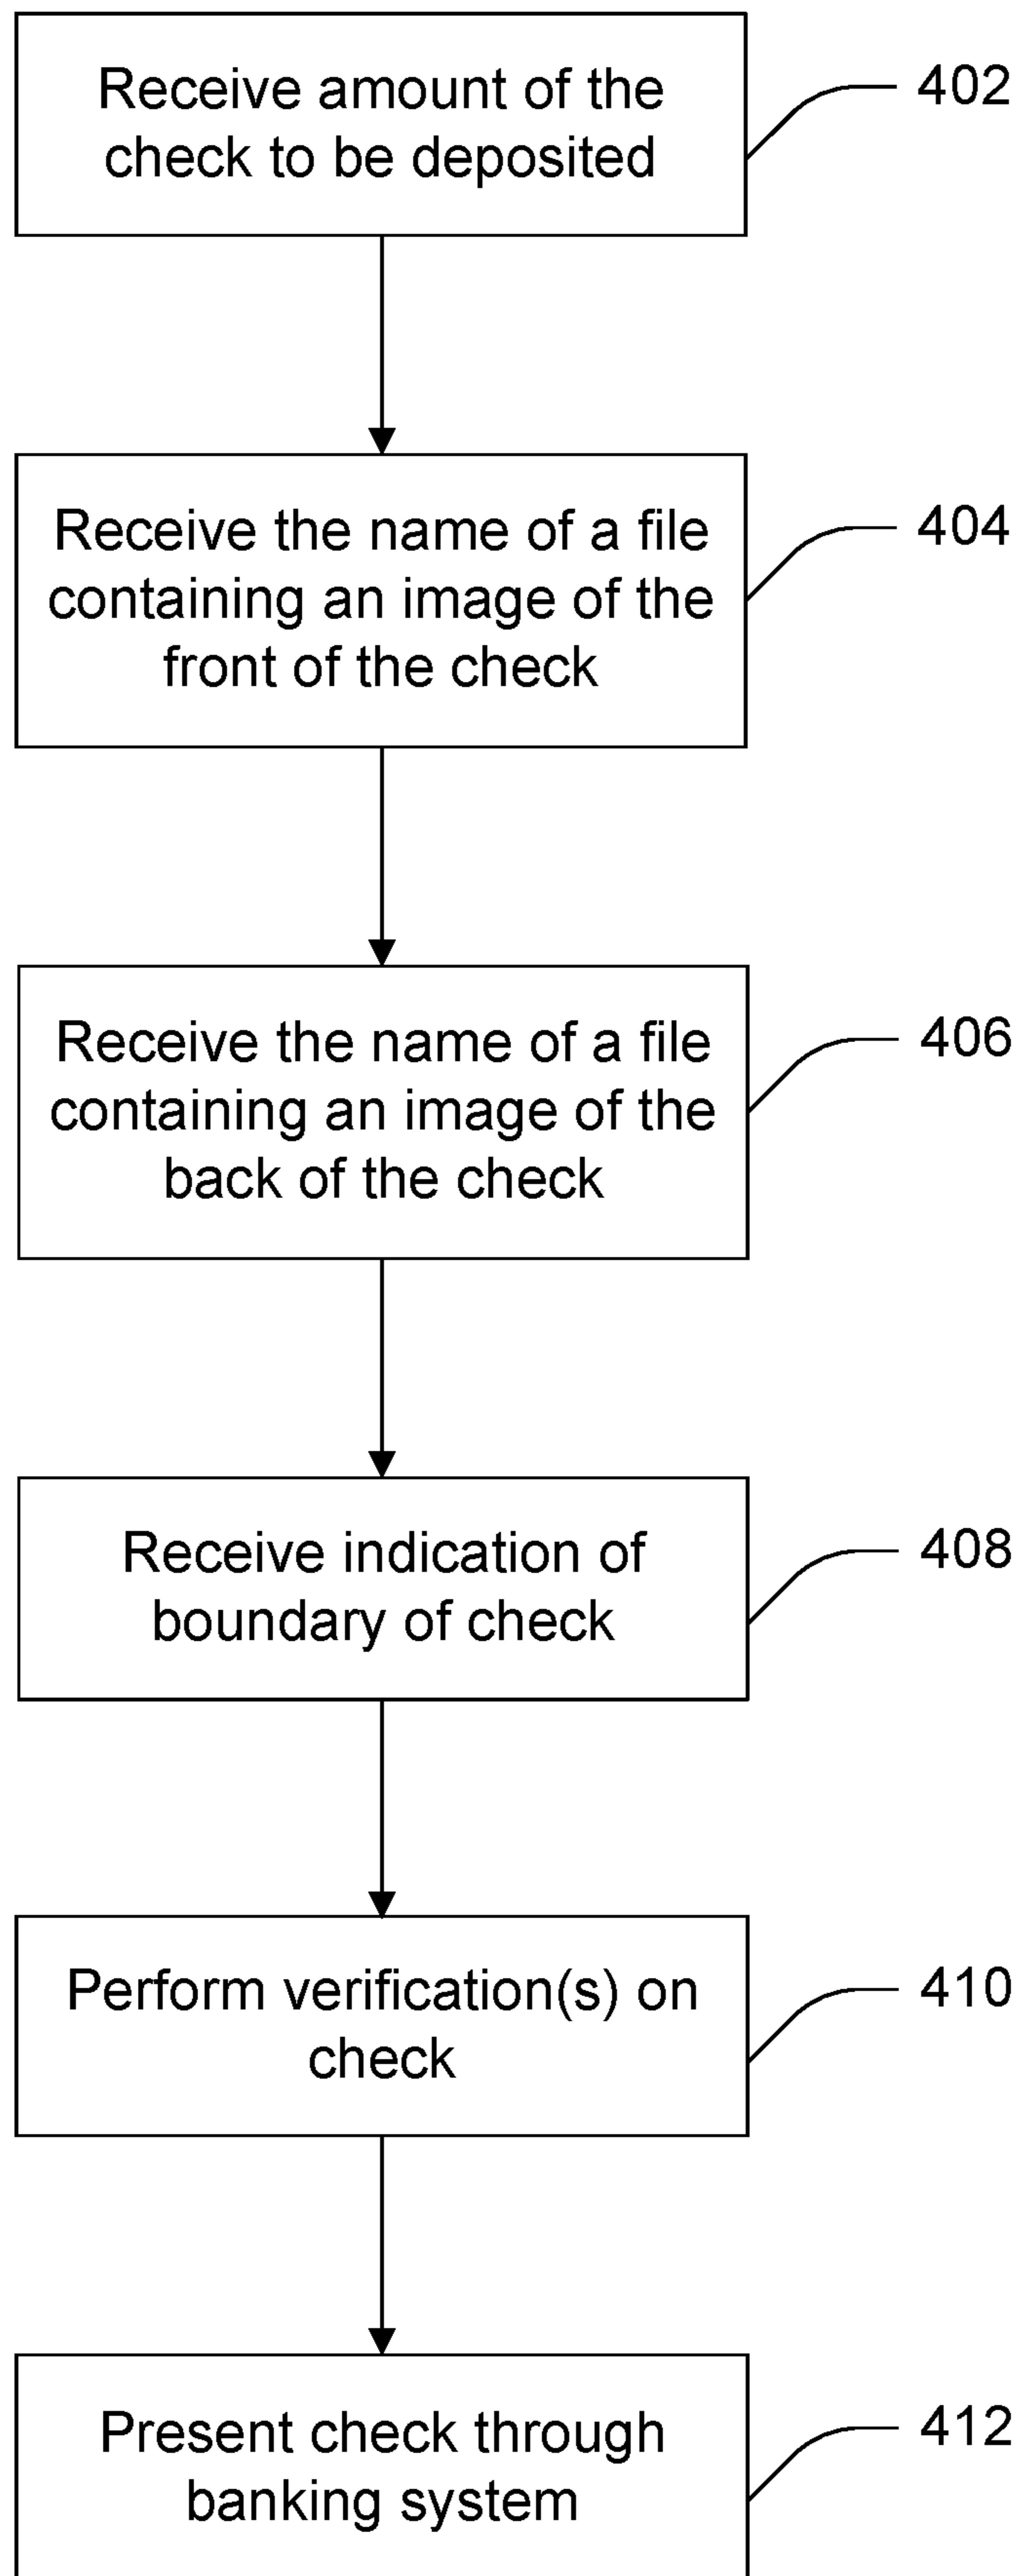 Receive amount of the
check to be deposited
402
Receive the name of a file
containing an image of the
front of the check
404
Receive the name of a file
containing an image of the
back of the check
406
Receive indication of
boundary of check
408
Perform verification(s) on
check
410
Present check through
banking system
412